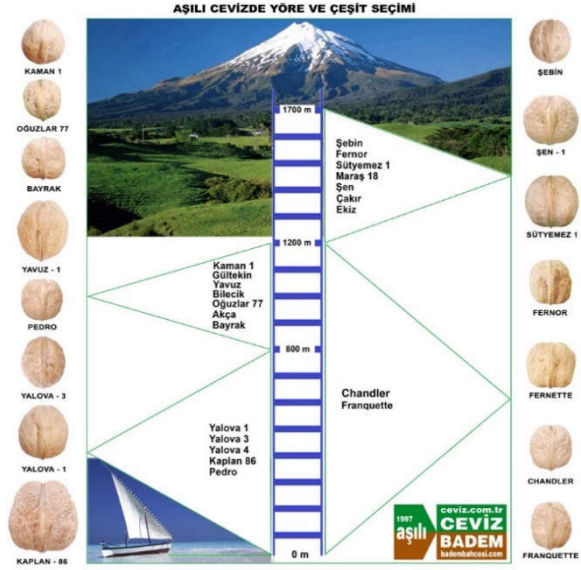 AŞILI CEVİZDE YÖRE VE ÇEŞİT SEÇİMİ
KAMAN 1
OĞUZLAR 77
BAYRAK
YAVUZ - 1
PEDRO
YALOVA - 3
YALOVA - 1
KAPLAN - 86
1700 m
Şebin
Fernor
Sütyemez 1
Maraş 18
Şen
Çakır
Ekiz
1200 m
Kaman 1
Gültekin
Yavuz
Bilecik
Oğuzlar 77
Akça
Bayrak
800 m
Chandler
Franquette
Yalova 1
Yalova 3
Yalova 4
Kaplan 86
Pedro
0 m
1997
aşılı
ceviz.com.tr
CEVİZ
BADEM
badembahcesi.com
ŞEBİN
ŞEN - 1
SÜTYEMEZ 1
FERNOR
FERNETTE
CHANDLER
FRANQUETTE